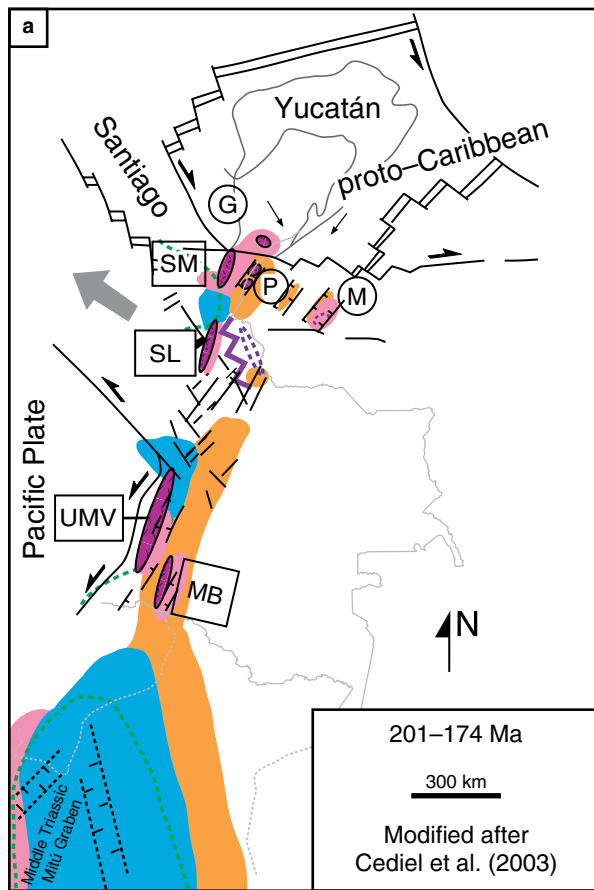 a
Yucatán
Santiago
proto–Caribbean
G
SM
P
M
SL
Pacific Plate
UMV
MB
N
201–174 Ma
300 km
Modified after
Cediel et al. (2003)
Middle Triassic
Mitú Graben